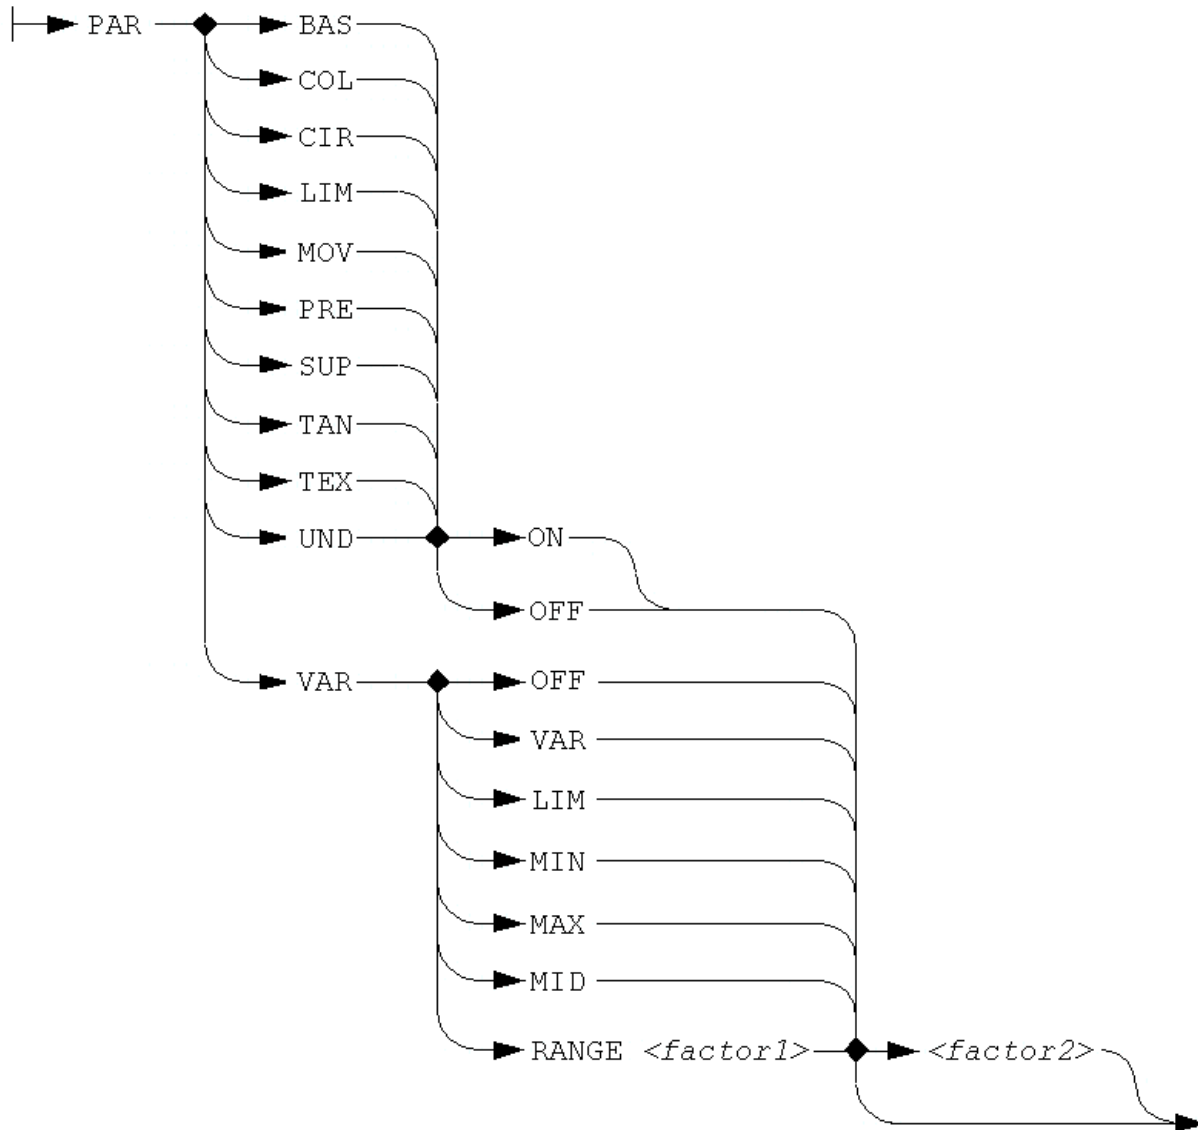 PAR BAS
COL
CIR
LIM
MOV
PRE
SUP
TAN
TEX
UND ON
OFF
VAR OFF
VAR
LIM
MIN
MAX
MID
RANGE <factor1> <factor2>